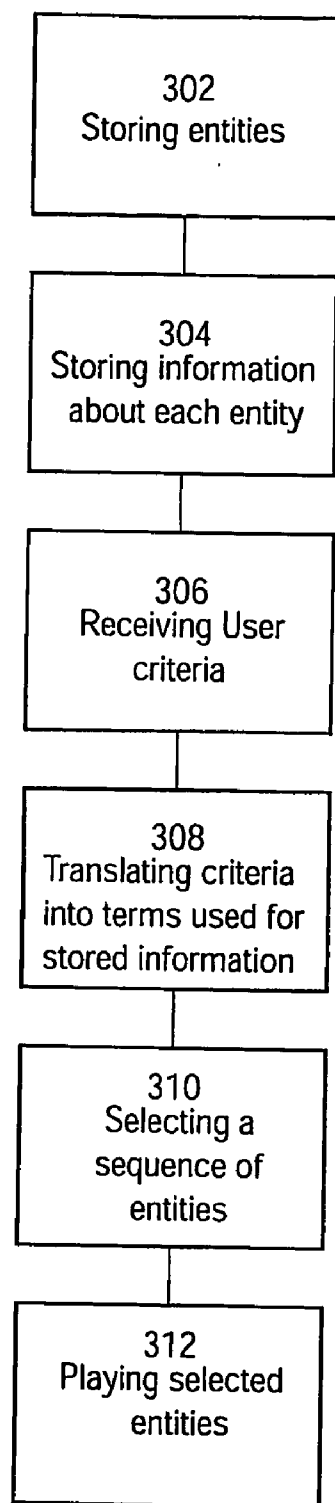 302
Storing entities
304
Storing information
about each entity
306
Receiving User
criteria
308
Translating criteria
into terms used for
stored information
310
Selecting a
sequence of
entities
312
Playing selected
entities